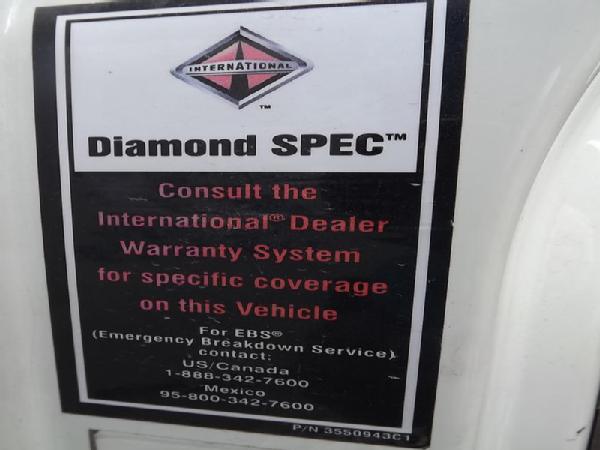 INTERNATIONAL
™
Diamond SPEC™
Consult the
International® Dealer
Warranty System
for specific coverage
on this Vehicle
For EBS®
(Emergency Breakdown Service)
contact:
US/Canada
1-888-342-7600
Mexico
95-800-342-7600
P/N 3550943C1